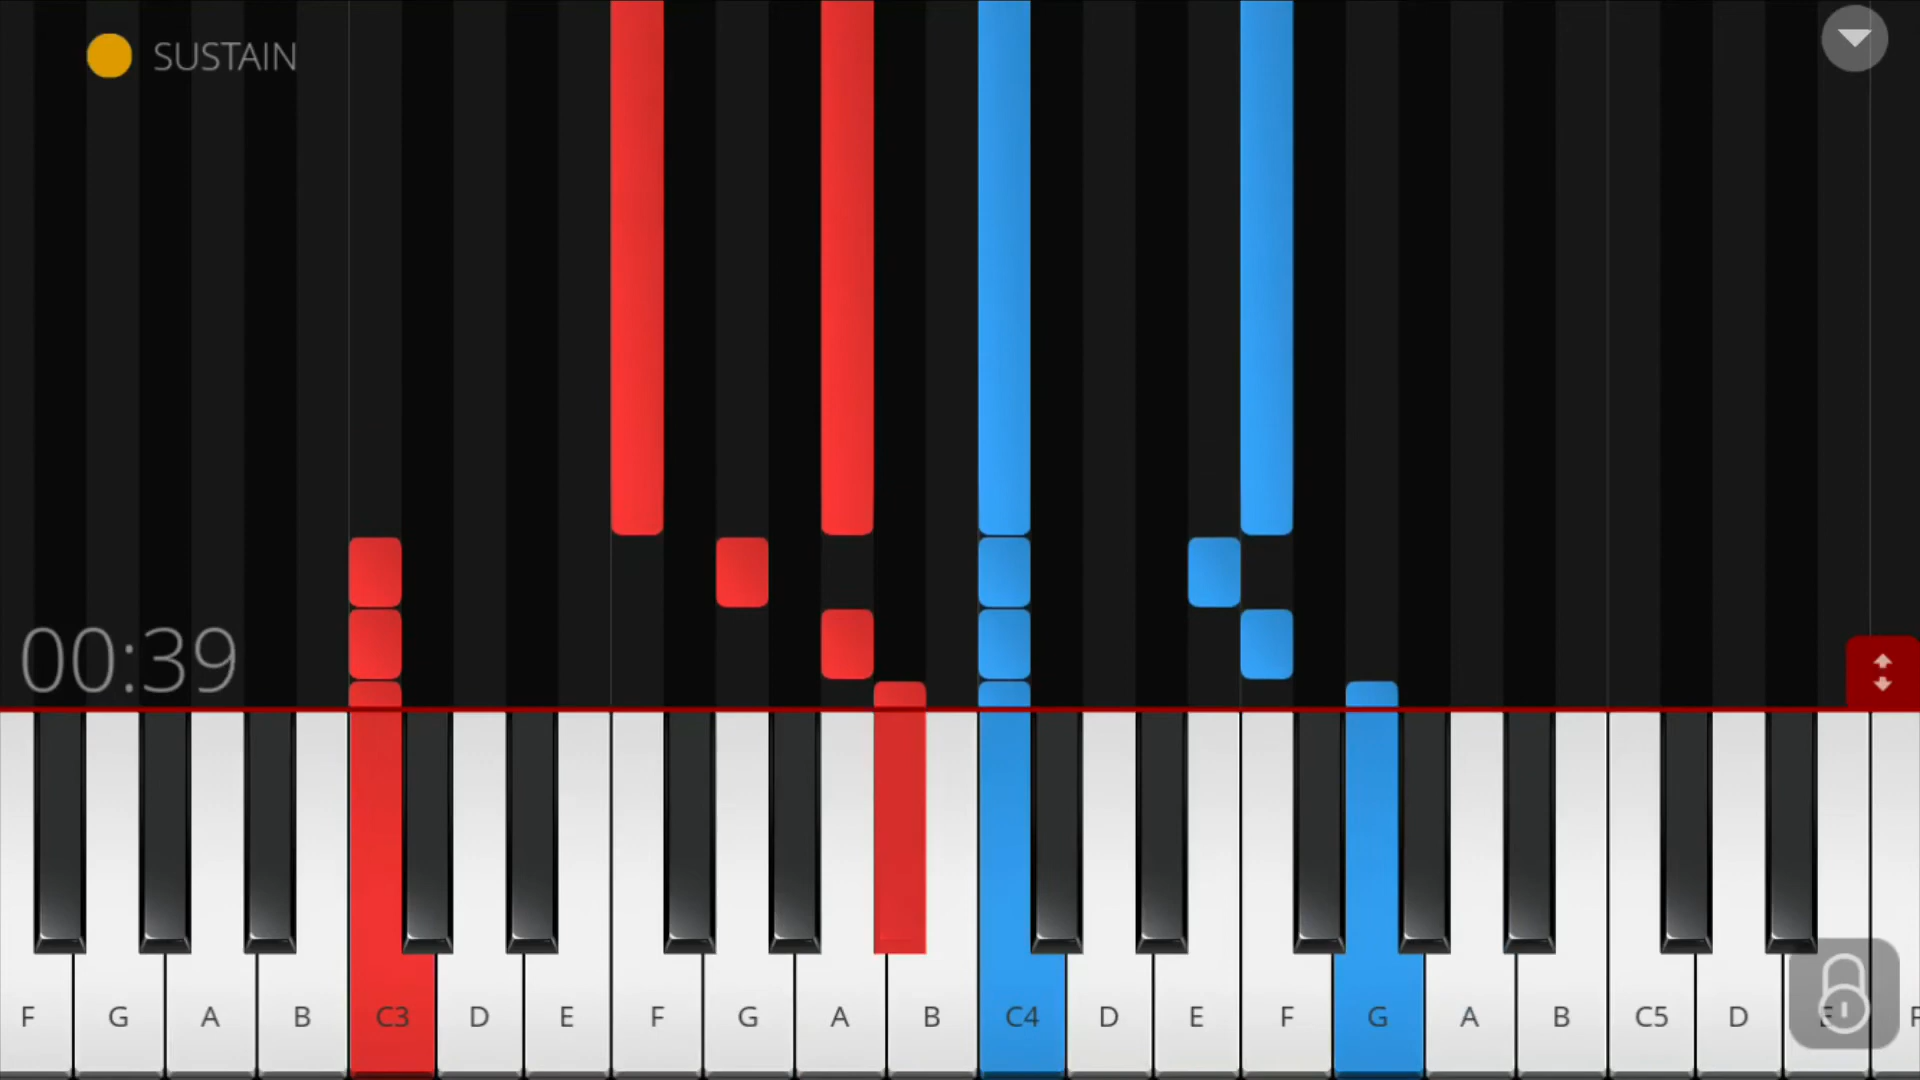 SUSTAIN
00:39
F G A B C3 D E F G A B C4 D E F G A B C5 D E F